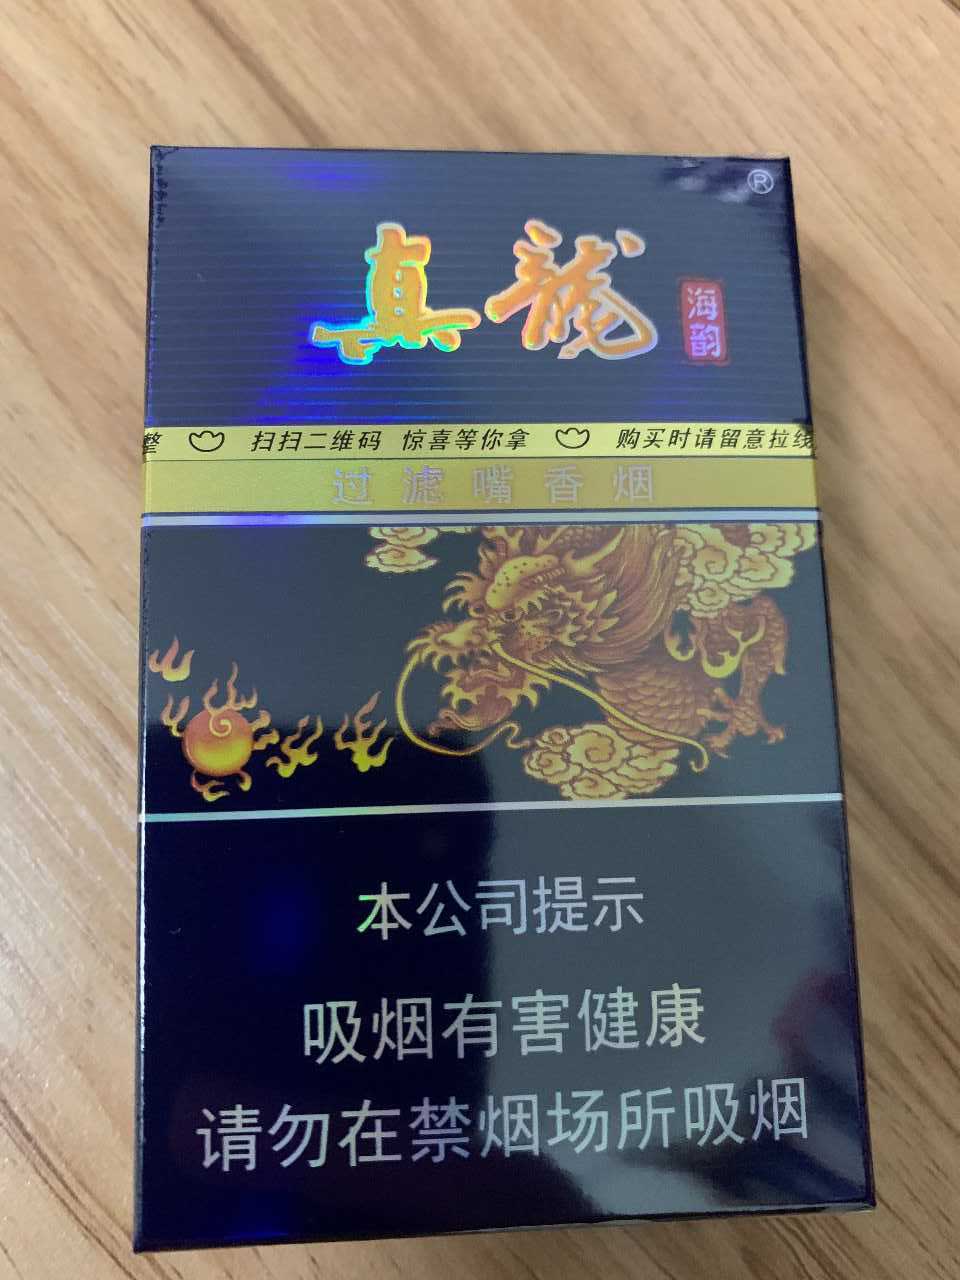 ®
真龍
海韵
整 扫扫二维码 惊喜等你拿 购买时请留意拉线
过滤嘴香烟
本公司提示
吸烟有害健康
请勿在禁烟场所吸烟